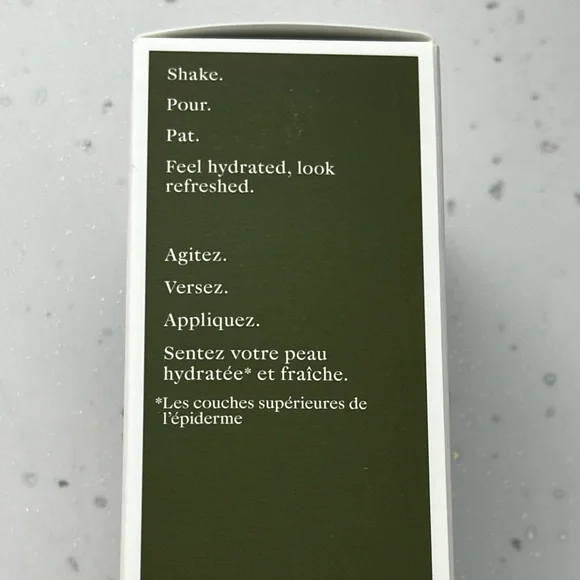 Shake.
Pour.
Pat.
Feel hydrated, look
refreshed.
Agitez.
Versez.
Appliquez.
Sentez votre peau
hydratée* et fraîche.
*Les couches supérieures de
l'épiderme